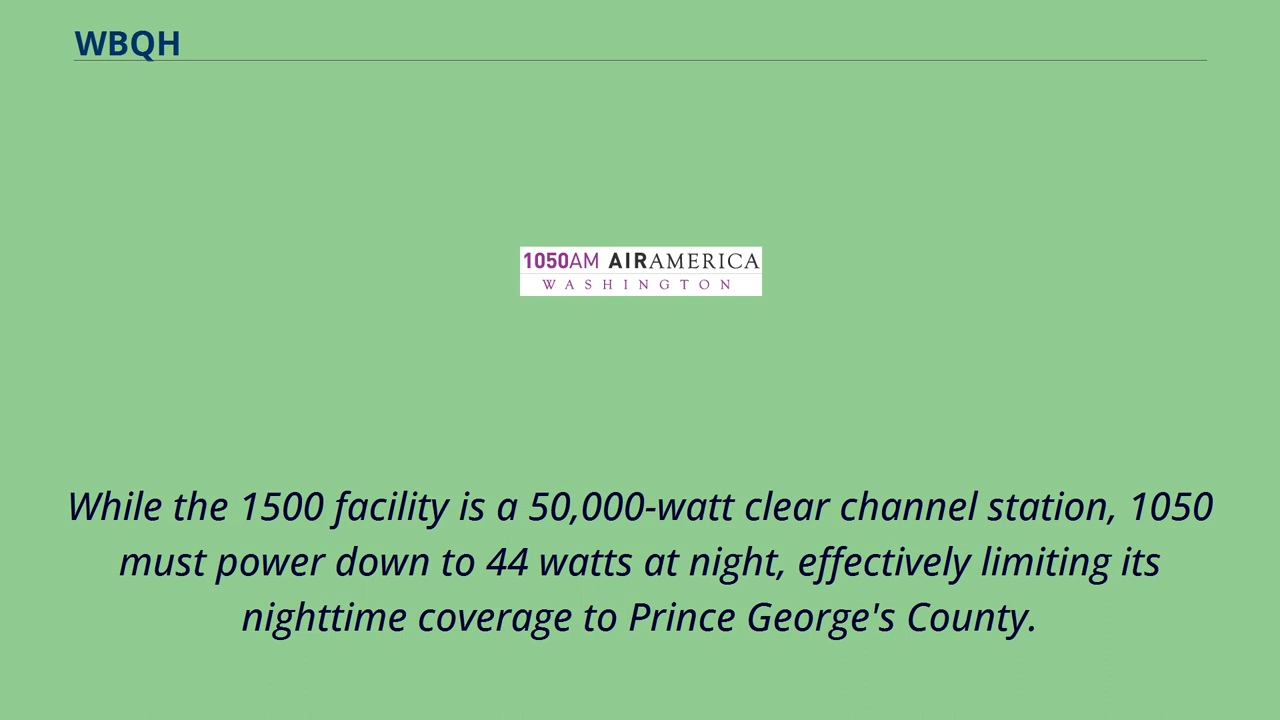 WBQH
1050AM AIRAMERICA
WASHINGTON
While the 1500 facility is a 50,000-watt clear channel station, 1050
must power down to 44 watts at night, effectively limiting its
nighttime coverage to Prince George's County.